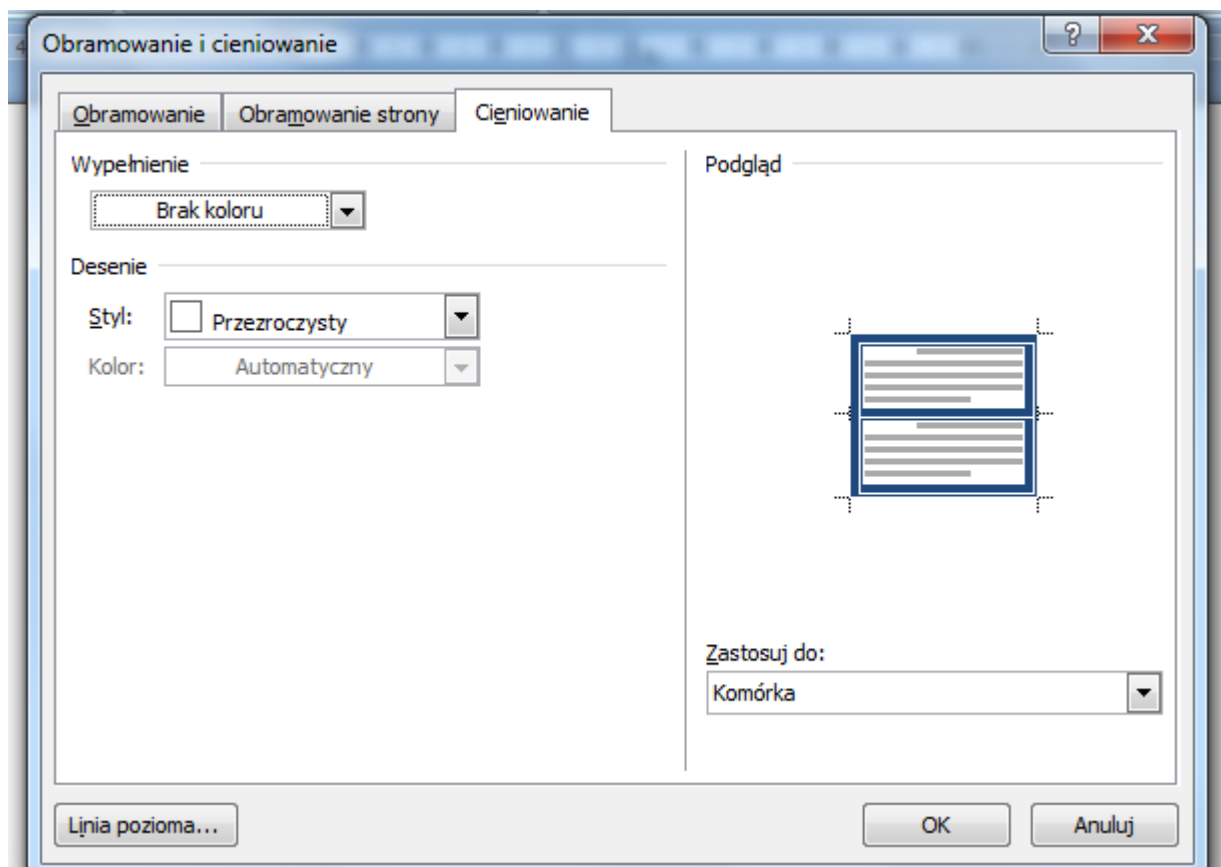 4
Obramowanie i cieniowanie
?
Obramowanie
Obramowanie strony
Cieniowanie
Wypełnienie
Brak koloru
Desenie
Styl:
Przezroczysty
Kolor:
Automatyczny
Podgląd
Zastosuj do:
Komórka
Linia pozioma...
OK
Anuluj